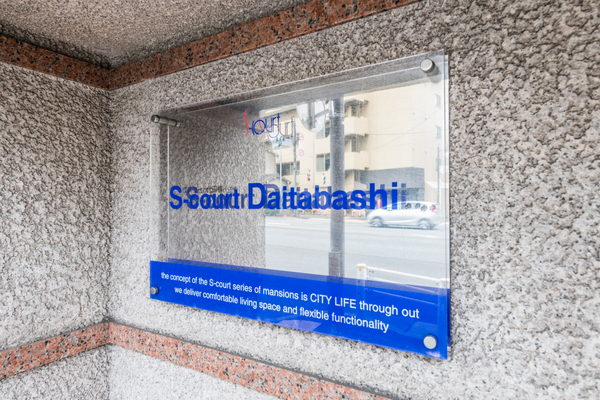 S-court
S-court Daitabashi
the concept of the S-court series of mansions is CITY LIFE through out
we deliver comfortable living space and flexible functionality